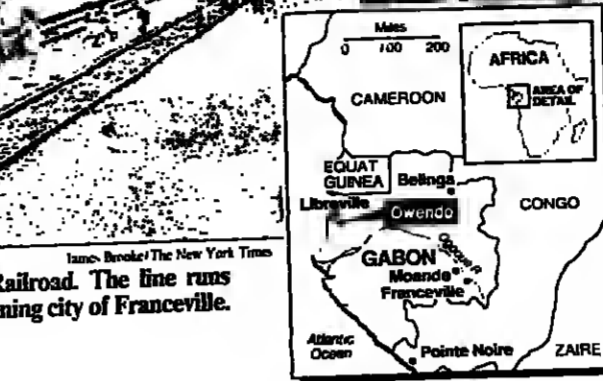 James Brooke/The New York Times
Railroad. The line runs
ning city of Franceville.
Miles
0 100 200
AFRICA
AREA OF
DETAIL
CAMEROON
EQUAT
GUINEA
Belinga
Libreville
Owendo
CONGO
GABON
Ogooue R.
Moanda
Franceville
Atlantic
Ocean
Pointe Noire
ZAIRE